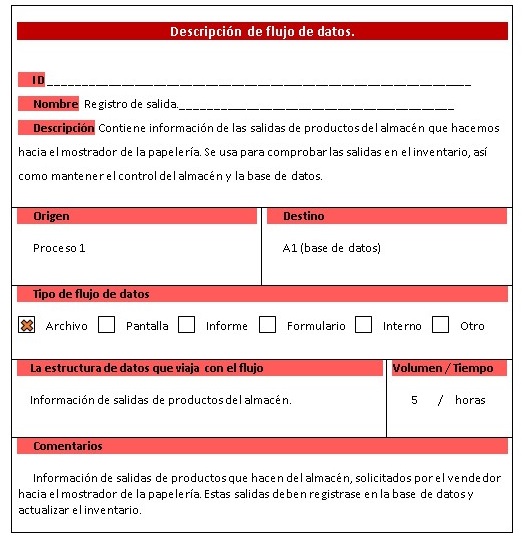 Descripción de flujo de datos.
ID_______________________________________________________________
Nombre Registro de salida._________________________________________
Descripción Contiene información de las salidas de productos del almacén que hacemos
hacia el mostrador de la papelería. Se usa para comprobar las salidas en el inventario, así
como mantener el control del almacén y la base de datos.
Origen Destino
Proceso 1 A1 (base de datos)
Tipo de flujo de datos
Archivo Pantalla Informe Formulario Interno Otro
La estructura de datos que viaja con el flujo Volumen / Tiempo
Información de salidas de productos del almacén. 5 / horas
Comentarios
Información de salidas de productos que hacen del almacén, solicitados por el vendedor
hacia el mostrador de la papelería. Estas salidas deben registrase en la base de datos y
actualizar el inventario.